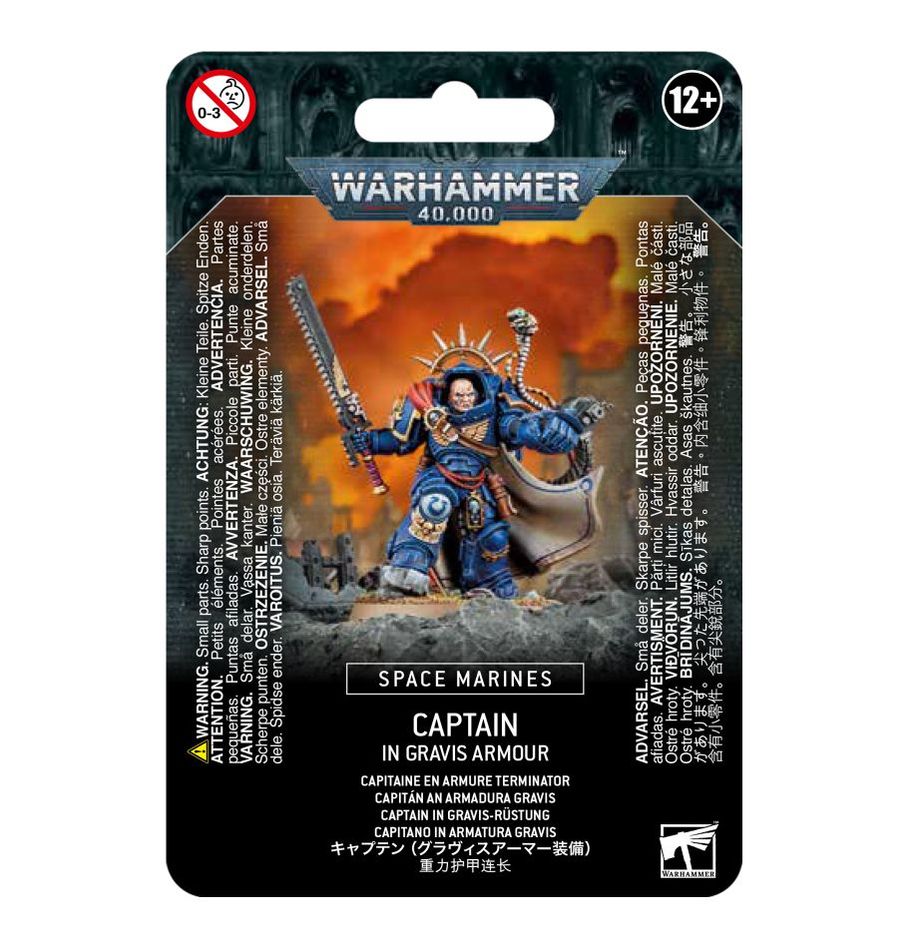 0-3
12+
WARHAMMER™
40,000
⚠WARNING. Small parts. Sharp points. ACHTUNG: Kleine Teile. Spitze Enden.
ATTENTION. Petits éléments. Pointes acérées. ADVERTENCIA. Partes
pequeñas. Puntas afiladas. AVVERTENZA. Piccole parti. Punte acuminate.
VARNING. Små delar. Vassa kanter. WAARSCHUWING. Kleine onderdelen.
Scherpe punten. OSTRZEŻENIE. Małe części. Ostre elementy. ADVARSEL. Små
dele. Spidse ender. VAROITUS. Pieniä osia. Teräviä kärkiä.
ADVARSEL. Små deler. Skarpe spisser. ATENÇÃO. Peças pequenas. Pontas
afiadas. AVERTISMENT. Părți mici. Vârfuri ascuțite. UPOZORNĚNÍ. Malé části.
Ostré hroty. VIÐVÖRUN. Litlir hlutir. Hvassir oddar. UPOZORNENIE. Malé časti.
Ostré hroty. BRĪDINĀJUMS. Sīkas detaļas. Asas šķautnes. 警告。小さな部品
があります。尖った先端があります。警告。内含细小零件。锋利物件。警告。
含有小零件。含有尖銳部分。
SPACE MARINES
CAPTAIN
IN GRAVIS ARMOUR
CAPITAINE EN ARMURE TERMINATOR
CAPITÁN AN ARMADURA GRAVIS
CAPTAIN IN GRAVIS-RÜSTUNG
CAPITANO IN ARMATURA GRAVIS
キャプテン（グラヴィスアーマー装備）
重力护甲连长
WARHAMMER™